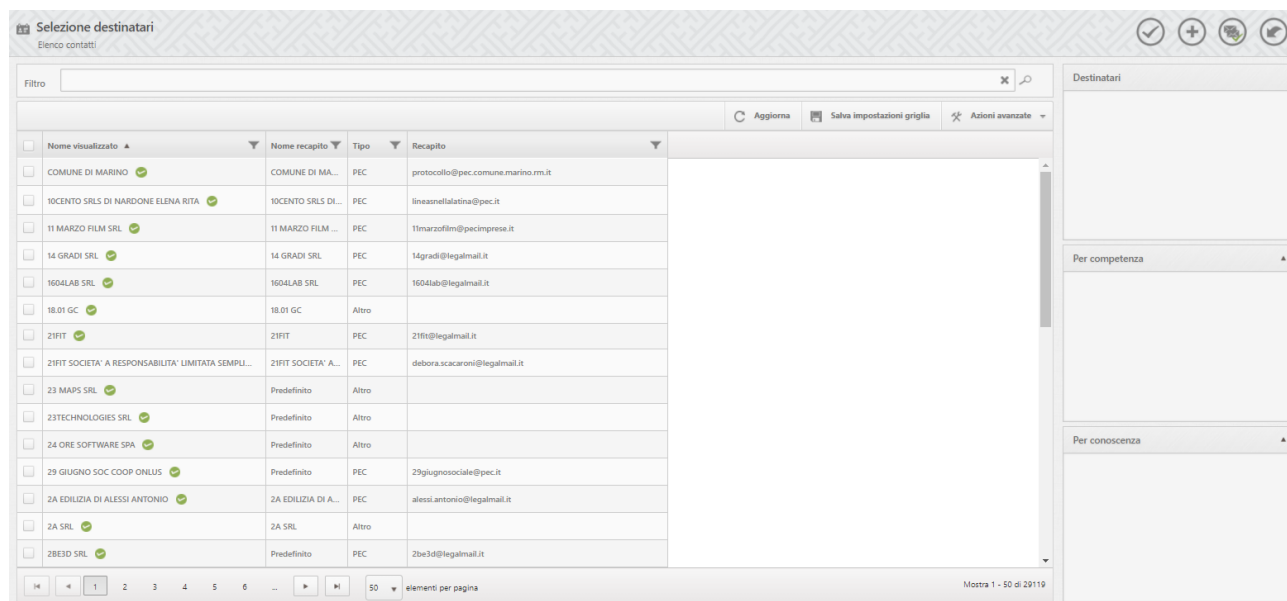 Selezione destinatari
Elenco contatti
Filtro
Aggiorna Salva impostazioni griglia Azioni avanzate
Nome visualizzato Nome recapito Tipo Recapito
COMUNE DI MARINO COMUNE DI MA... PEC protocollo@pec.comune.marino.rm.it
10CENTO SRLS DI NARDONE ELENA RITA 10CENTO SRLS DI... PEC lineasnellalatina@pec.it
11 MARZO FILM SRL 11 MARZO FILM ... PEC 11marzofilm@pecimprese.it
14 GRADI SRL 14 GRADI SRL PEC 14gradi@legalmail.it
1604LAB SRL 1604LAB SRL PEC 1604lab@legalmail.it
18.01 GC 18.01 GC Altro
21FIT 21FIT PEC 21fit@legalmail.it
21FIT SOCIETA' A RESPONSABILITA' LIMITATA SEMPLI... 21FIT SOCIETA' A... PEC debora.scacaroni@legalmail.it
23 MAPS SRL Predefinito Altro
23TECHNOLOGIES SRL Predefinito Altro
24 ORE SOFTWARE SPA Predefinito Altro
29 GIUGNO SOC COOP ONLUS Predefinito PEC 29giugnosociale@pec.it
2A EDILIZIA DI ALESSI ANTONIO 2A EDILIZIA DI A... PEC alessi.antonio@legalmail.it
2A SRL 2A SRL Altro
2BE3D SRL Predefinito PEC 2be3d@legalmail.it
1 2 3 4 5 6 ... 50 elementi per pagina Mostra 1 - 50 di 29119
Destinatari
Per competenza
Per conoscenza